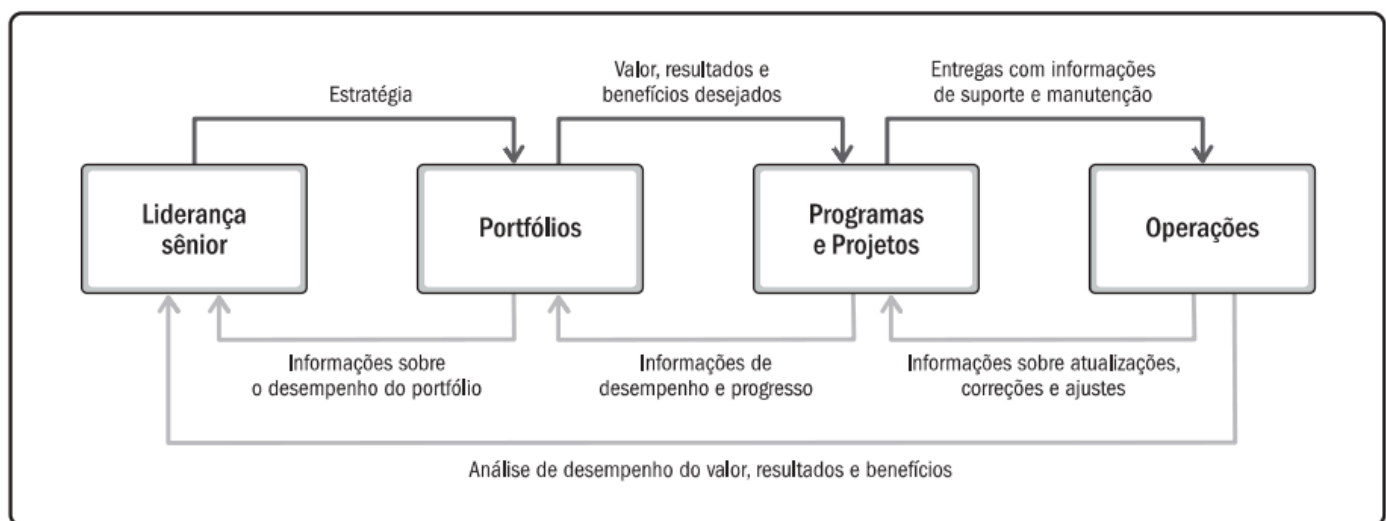 Estratégia
Valor, resultados e
benefícios desejados
Entregas com informações
de suporte e manutenção
Liderança
sênior
Portfólios
Programas
e Projetos
Operações
Informações sobre
o desempenho do portfólio
Informações de
desempenho e progresso
Informações sobre atualizações,
correções e ajustes
Análise de desempenho do valor, resultados e benefícios